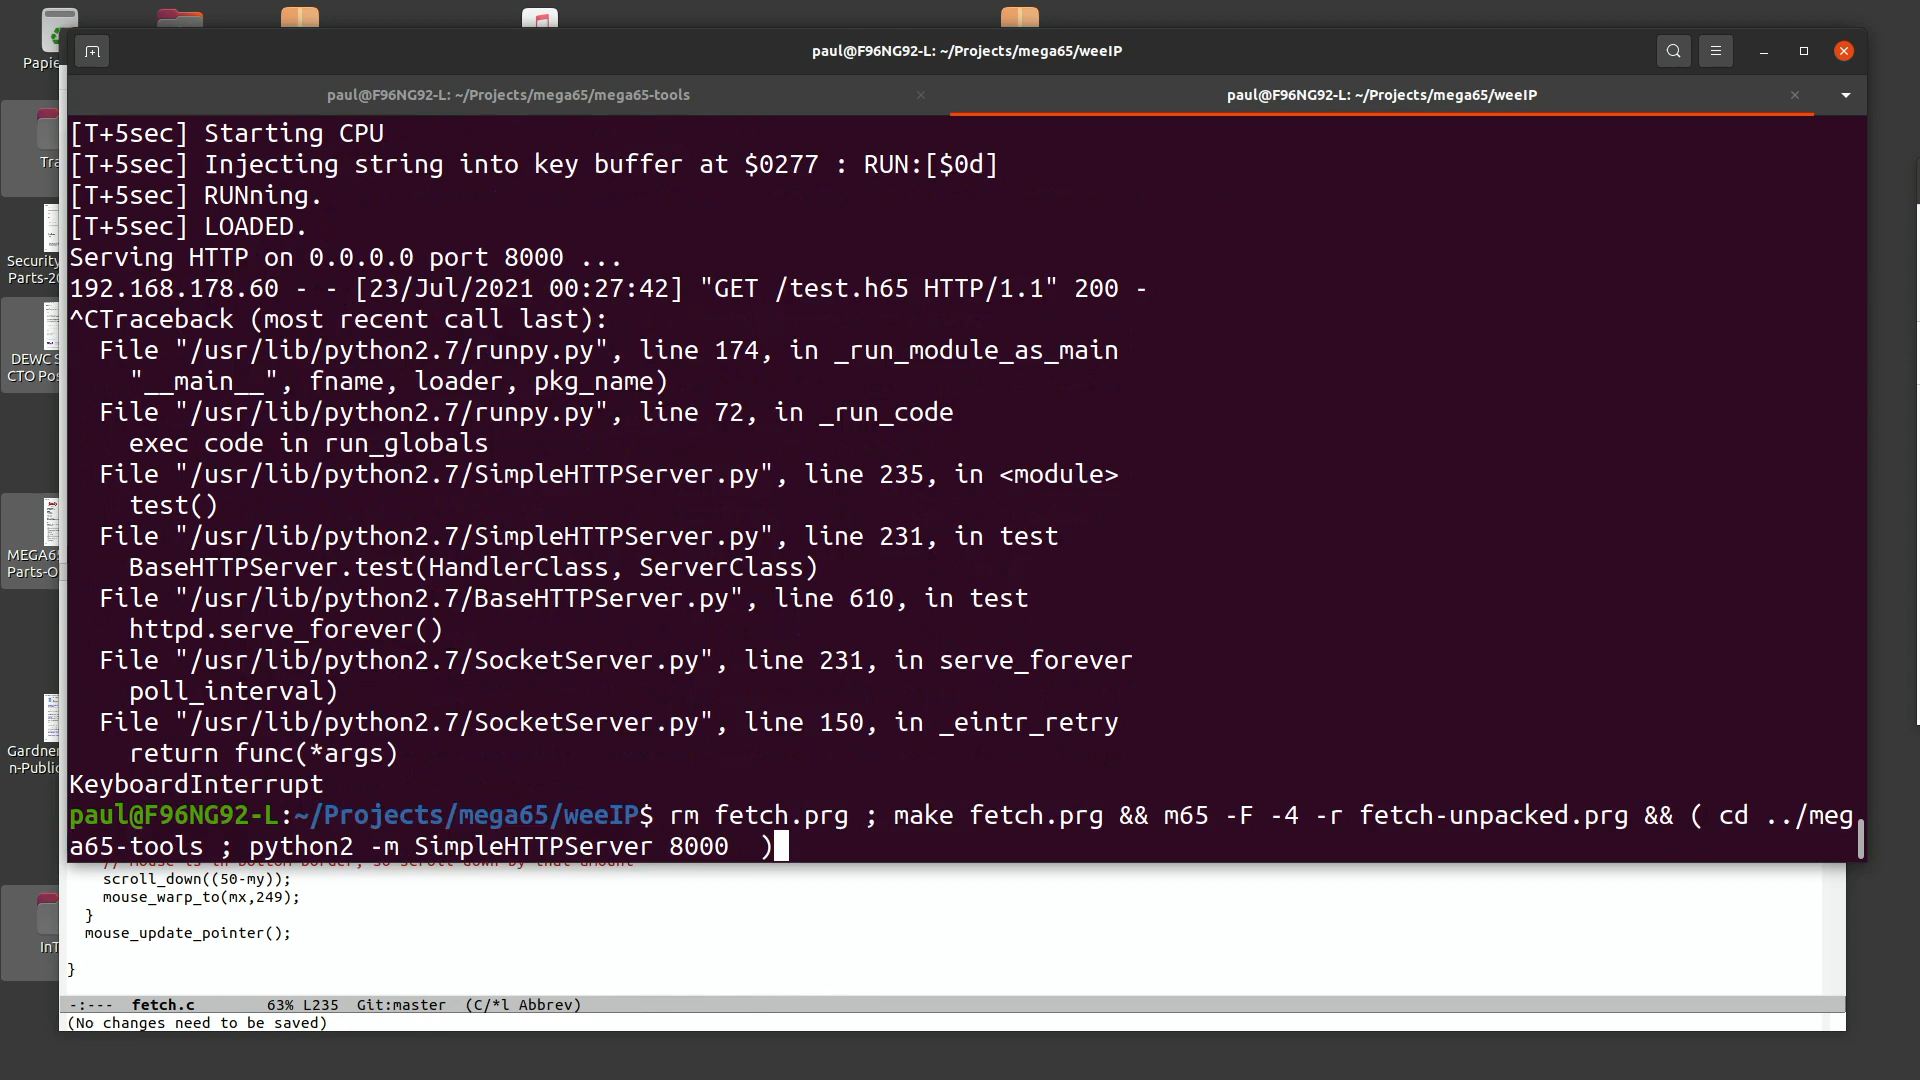 Papie
paul@F96NG92-L: ~/Projects/mega65/weeIP
paul@F96NG92-L: ~/Projects/mega65/mega65-tools
paul@F96NG92-L: ~/Projects/mega65/weeIP
[T+5sec] Starting CPU
[T+5sec] Injecting string into key buffer at $0277 : RUN:[$0d]
[T+5sec] RUNning.
[T+5sec] LOADED.
Serving HTTP on 0.0.0.0 port 8000 ...
192.168.178.60 - - [23/Jul/2021 00:27:42] "GET /test.h65 HTTP/1.1" 200 -
^CTraceback (most recent call last):
  File "/usr/lib/python2.7/runpy.py", line 174, in _run_module_as_main
    "__main__", fname, loader, pkg_name)
  File "/usr/lib/python2.7/runpy.py", line 72, in _run_code
    exec code in run_globals
  File "/usr/lib/python2.7/SimpleHTTPServer.py", line 235, in <module>
    test()
  File "/usr/lib/python2.7/SimpleHTTPServer.py", line 231, in test
    BaseHTTPServer.test(HandlerClass, ServerClass)
  File "/usr/lib/python2.7/BaseHTTPServer.py", line 610, in test
    httpd.serve_forever()
  File "/usr/lib/python2.7/SocketServer.py", line 231, in serve_forever
    poll_interval)
  File "/usr/lib/python2.7/SocketServer.py", line 150, in _eintr_retry
    return func(*args)
KeyboardInterrupt
paul@F96NG92-L:~/Projects/mega65/weeIP$ rm fetch.prg ; make fetch.prg && m65 -F -4 -r fetch-unpacked.prg && ( cd ../meg
a65-tools ; python2 -m SimpleHTTPServer 8000  )
Tra
Security
Parts-20
DEWC S
CTO Pos
MEGA65
Parts-O
Gardner
n-Public
InT
    scroll_down((50-my));
    mouse_warp_to(mx,249);
  }
  mouse_update_pointer();
}
-:---  fetch.c        63% L235  Git:master  (C/*l Abbrev)
(No changes need to be saved)